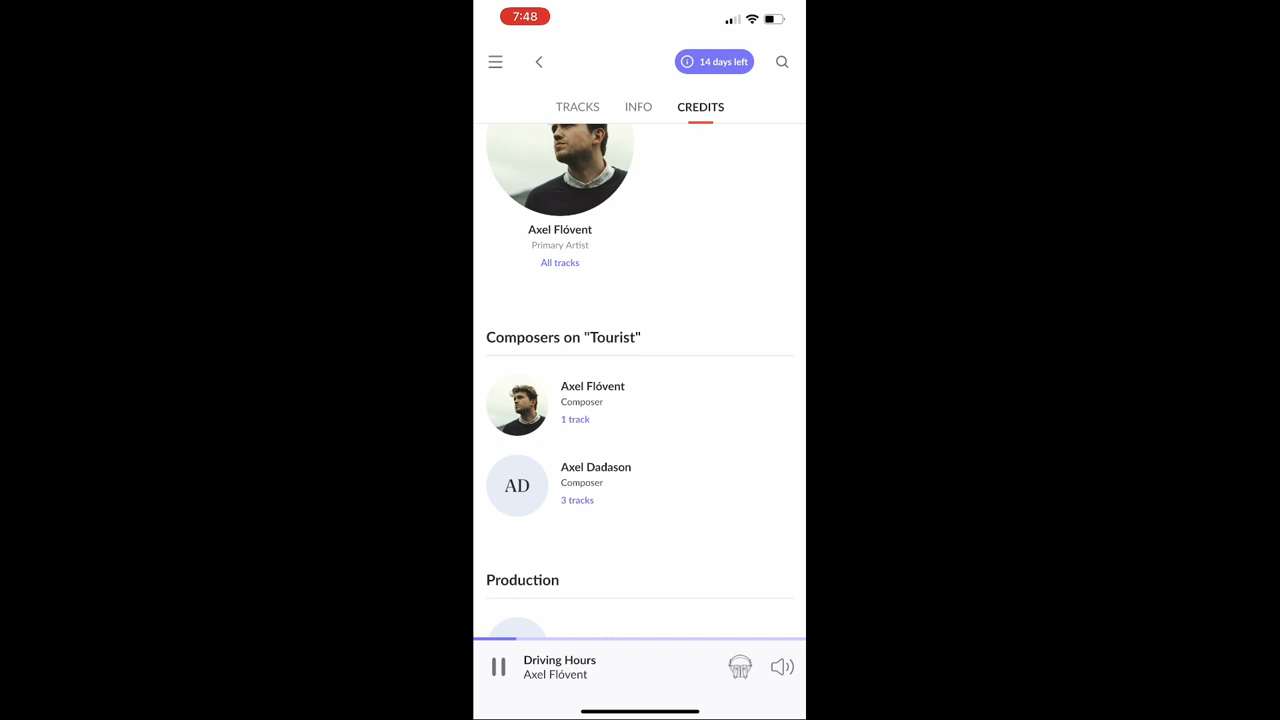 7:48
14 days left
TRACKS INFO CREDITS
Axel Flóvent
Primary Artist
All tracks
Composers on "Tourist"
Axel Flóvent
Composer
1 track
AD
Axel Dadason
Composer
3 tracks
Production
Driving Hours
Axel Flóvent